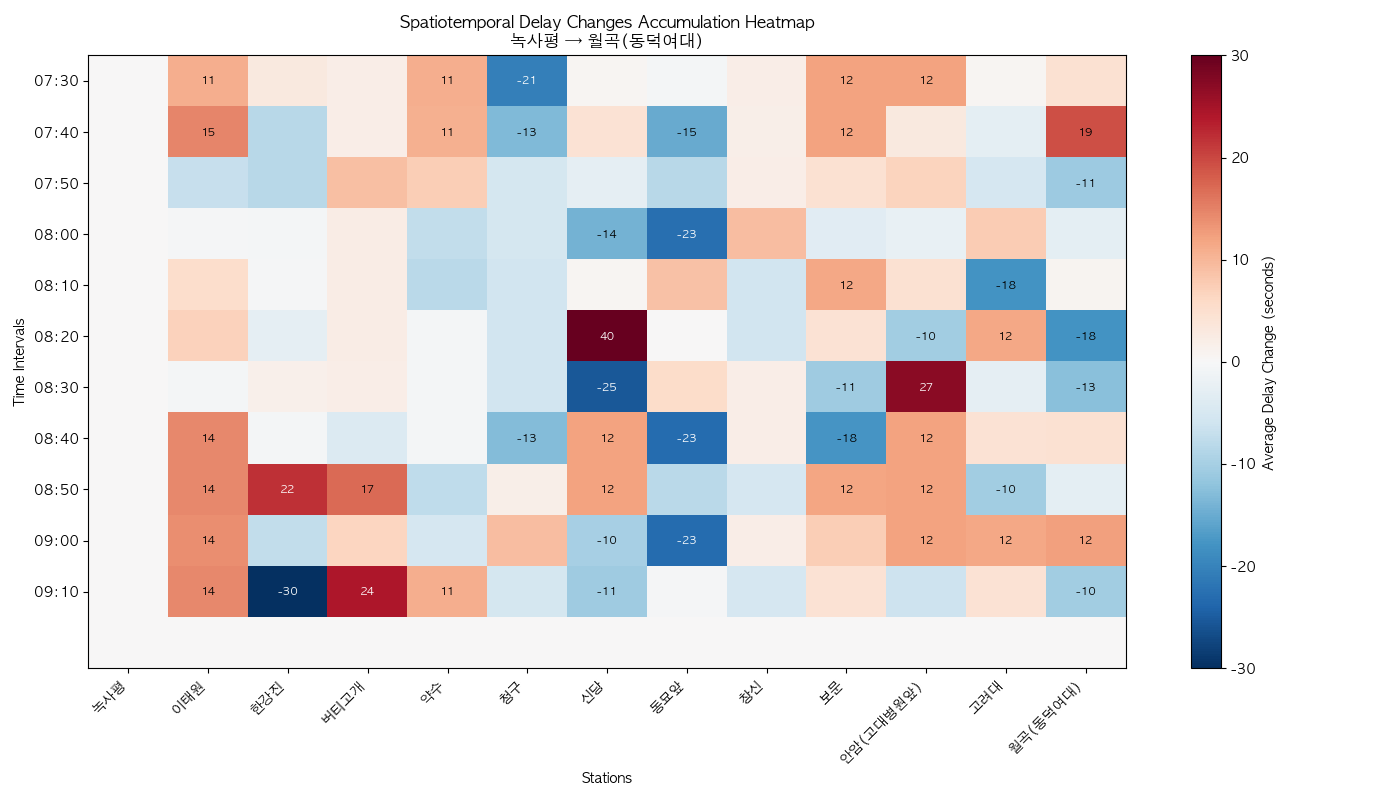 Spatiotemporal Delay Changes Accumulation Heatmap
녹사평 → 월곡(동덕여대)
07:30 11 11 -21 12 12
07:40 15 11 -13 -15 12 19
07:50 -11
08:00 -14 -23
08:10 12 -18
08:20 40 -10 12 -18
08:30 -25 -11 27 -13
08:40 14 -13 12 -23 -18 12
08:50 14 22 17 12 12 12 -10
09:00 14 -10 -23 12 12 12
09:10 14 -30 24 11 -11 -10
Time Intervals
녹사평
이태원
한강진
버티고개
약수
청구
신당
동묘앞
창신
보문
안암(고대병원앞)
고려대
월곡(동덕여대)
Stations
30
20
10
0
-10
-20
-30
Average Delay Change (seconds)